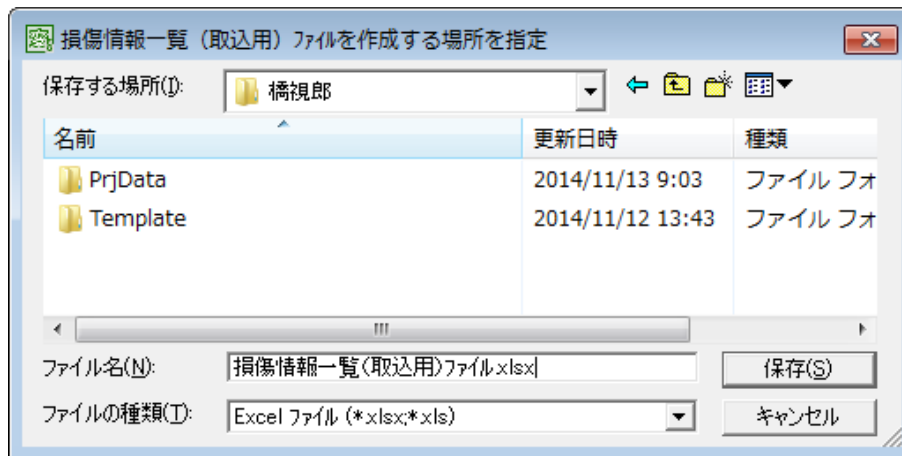 損傷情報一覧（取込用）ﾌｧｲﾙを作成する場所を指定
保存する場所(I): 橋視郎
名前 更新日時 種類
PrjData 2014/11/13 9:03 ファイル フォ
Template 2014/11/12 13:43 ファイル フォ
ファイル名(N): 損傷情報一覧(取込用)ﾌｧｲﾙ.xlsx 保存(S)
ファイルの種類(T): Excel ﾌｧｲﾙ (*.xlsx;*.xls) キャンセル